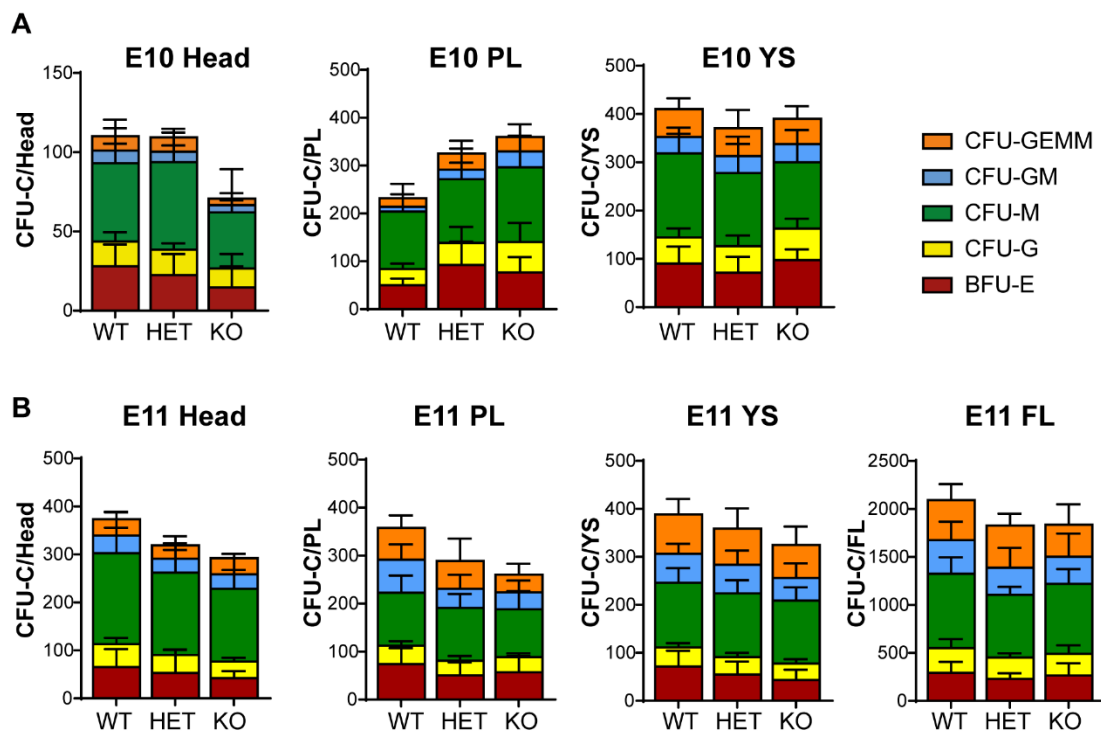 A
E10 Head
E10 PL
E10 YS
CFU-C/Head
150
100
50
0
WT HET KO
CFU-C/PL
500
400
300
200
100
0
WT HET KO
CFU-C/YS
500
400
300
200
100
0
WT HET KO
CFU-GEMM
CFU-GM
CFU-M
CFU-G
BFU-E
B
E11 Head
E11 PL
E11 YS
E11 FL
CFU-C/Head
500
400
300
200
100
0
WT HET KO
CFU-C/PL
500
400
300
200
100
0
WT HET KO
CFU-C/YS
500
400
300
200
100
0
WT HET KO
CFU-C/FL
2500
2000
1500
1000
500
0
WT HET KO